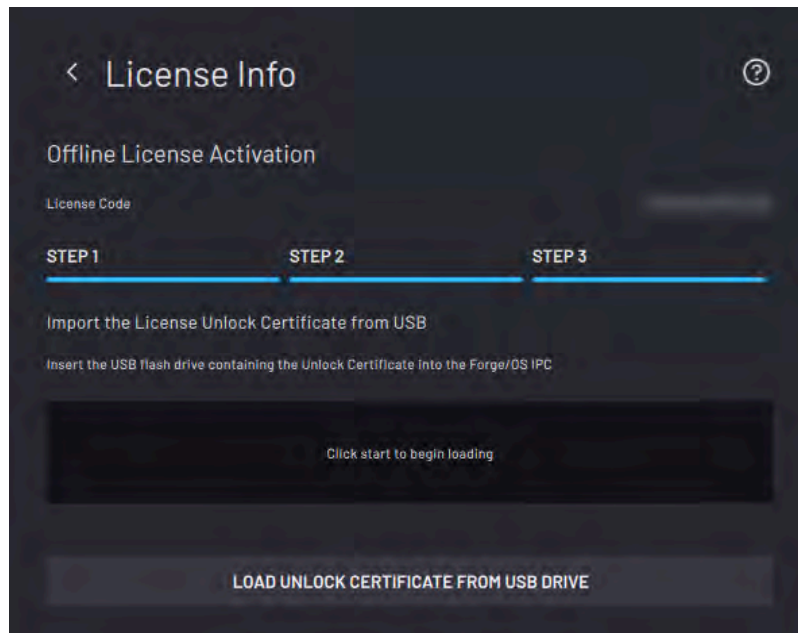 License Info
Offline License Activation
License Code
STEP 1 STEP 2 STEP 3
Import the License Unlock Certificate from USB
Insert the USB flash drive containing the Unlock Certificate into the Forge/OS IPC
Click start to begin loading
LOAD UNLOCK CERTIFICATE FROM USB DRIVE